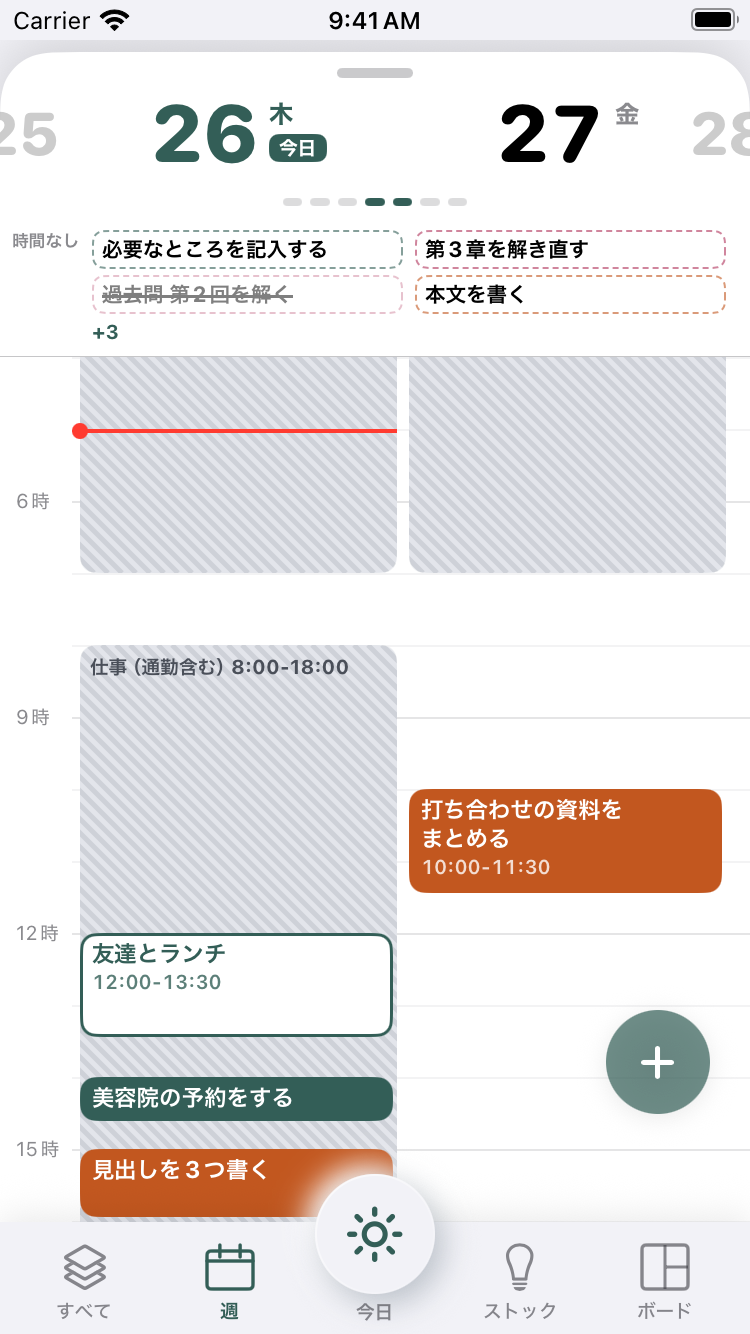 Carrier 9:41 AM
25 26 木 今日 27 金 28
時間なし
必要なところを記入する
第3章を解き直す
過去問 第2回を解く
本文を書く
+3
6時
仕事（通勤含む）8:00-18:00
9時
打ち合わせの資料を
まとめる
10:00-11:30
12時
友達とランチ
12:00-13:30
美容院の予約をする
15時
見出しを3つ書く
すべて
週
今日
ストック
ボード